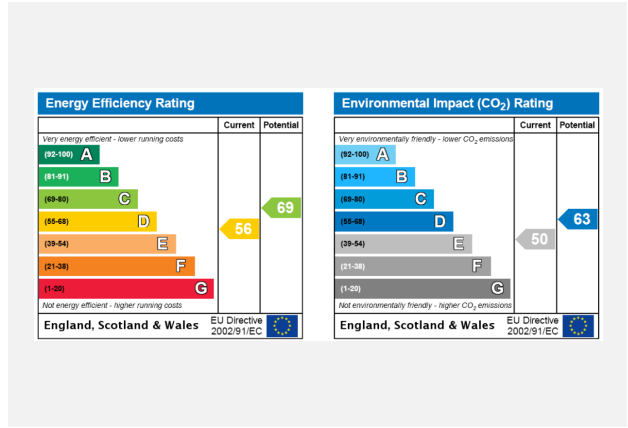 Energy Efficiency Rating
Current Potential
Very energy efficient - lower running costs
(92-100) A
(81-91) B
(69-80) C
(55-68) D
(39-54) E
(21-38) F
(1-20) G
56
69
Not energy efficient - higher running costs
England, Scotland & Wales
EU Directive
2002/91/EC
Environmental Impact (CO2) Rating
Current Potential
Very environmentally friendly - lower CO2 emissions
(92-100) A
(81-91) B
(69-80) C
(55-68) D
(39-54) E
(21-38) F
(1-20) G
50
63
Not environmentally friendly - higher CO2 emissions
England, Scotland & Wales
EU Directive
2002/91/EC